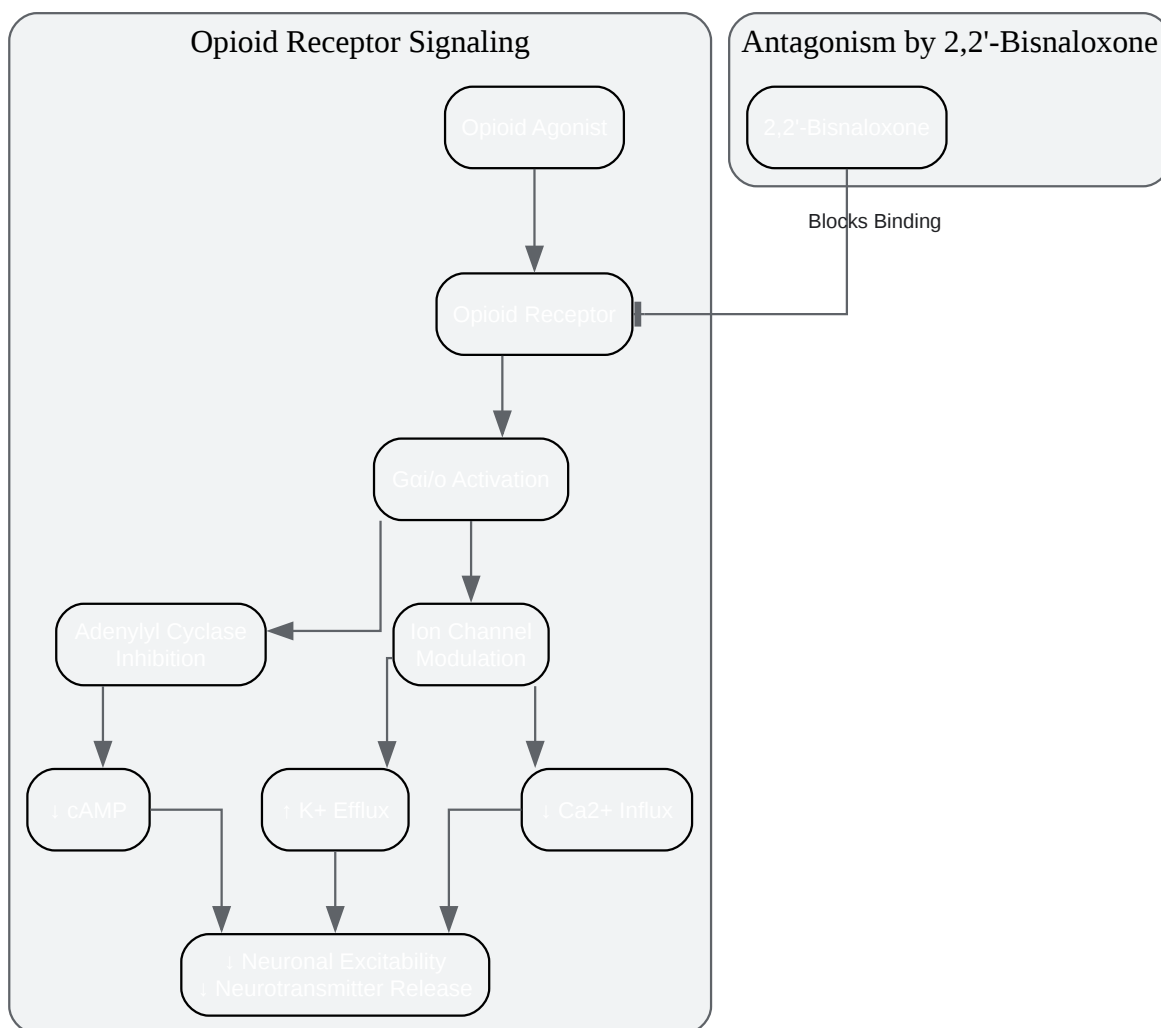 Opioid Receptor Signaling
Antagonism by 2,2'-Bisnaloxone
Opioid Agonist
2,2'-Bisnaloxone
Blocks Binding
Opioid Receptor
Gαi/o Activation
Adenylyl Cyclase
Inhibition
Ion Channel
Modulation
↓ cAMP
↑ K+ Efflux
↓ Ca2+ Influx
↓ Neuronal Excitability
↓ Neurotransmitter Release